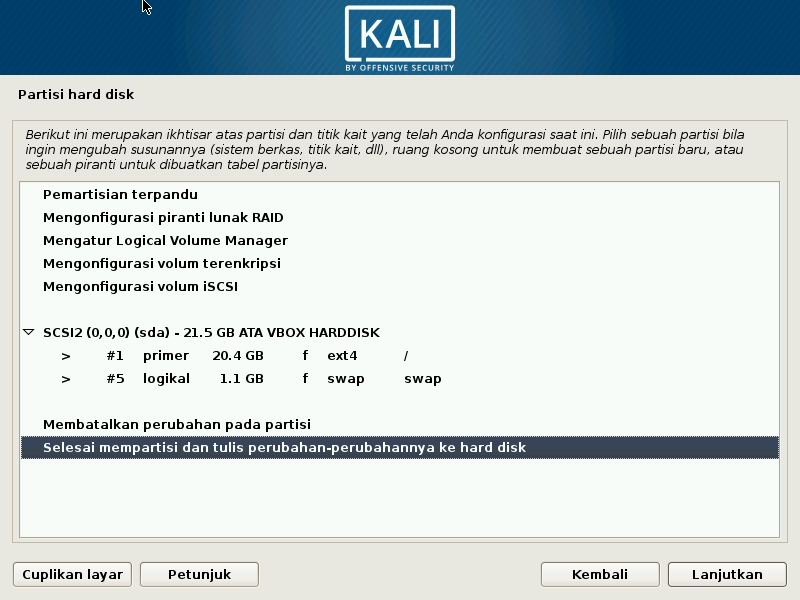 KALI
BY OFFENSIVE SECURITY
Partisi hard disk
Berikut ini merupakan ikhtisar atas partisi dan titik kait yang telah Anda konfigurasi saat ini. Pilih sebuah partisi bila
ingin mengubah susunannya (sistem berkas, titik kait, dll), ruang kosong untuk membuat sebuah partisi baru, atau
sebuah piranti untuk dibuatkan tabel partisinya.
Pemartisian terpandu
Mengonfigurasi piranti lunak RAID
Mengatur Logical Volume Manager
Mengonfigurasi volum terenkripsi
Mengonfigurasi volum iSCSI
SCSI2 (0,0,0) (sda) - 21.5 GB ATA VBOX HARDDISK
> #1 primer 20.4 GB f ext4 /
> #5 logikal 1.1 GB f swap swap
Membatalkan perubahan pada partisi
Selesai mempartisi dan tulis perubahan-perubahannya ke hard disk
Cuplikan layar Petunjuk Kembali Lanjutkan